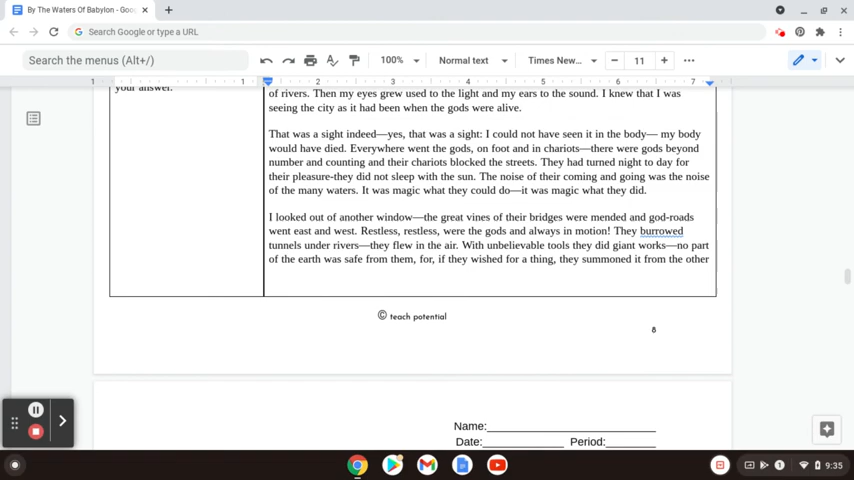 By The Waters Of Babylon - Goo
Search Google or type a URL
Search the menus (Alt+/)
100%
Normal text
Times New...
11
1 1 2 3 4 5 6 7
your answer.
of rivers. Then my eyes grew used to the light and my ears to the sound. I knew that I was
seeing the city as it had been when the gods were alive.
That was a sight indeed—yes, that was a sight: I could not have seen it in the body— my body
would have died. Everywhere went the gods, on foot and in chariots—there were gods beyond
number and counting and their chariots blocked the streets. They had turned night to day for
their pleasure-they did not sleep with the sun. The noise of their coming and going was the noise
of the many waters. It was magic what they could do—it was magic what they did.
I looked out of another window—the great vines of their bridges were mended and god-roads
went east and west. Restless, restless, were the gods and always in motion! They burrowed
tunnels under rivers—they flew in the air. With unbelievable tools they did giant works—no part
of the earth was safe from them, for, if they wished for a thing, they summoned it from the other
© teach potential
8
Name:
Date: Period:
1
9:35